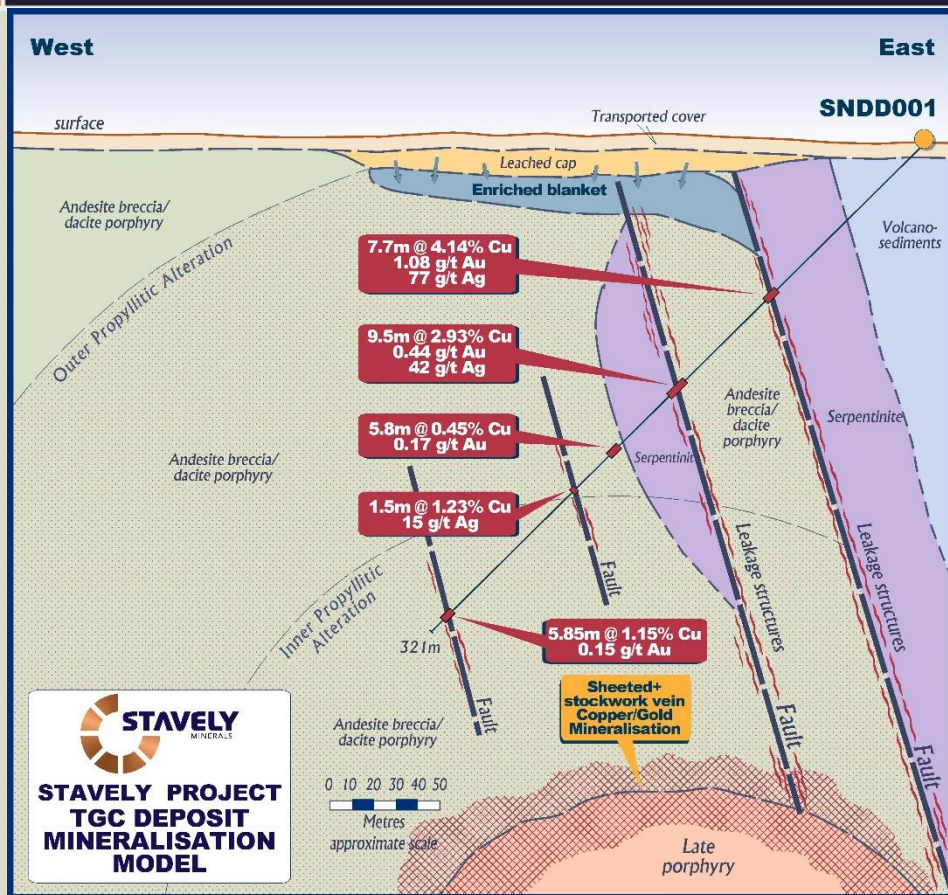 West
East
SNDD001
surface
Transported cover
Leached cap
Enriched blanket
Andesite breccia/
dacite porphyry
Volcano-
sediments
Outer Propyllitic Alteration
7.7m @ 4.14% Cu
1.08 g/t Au
77 g/t Ag
9.5m @ 2.93% Cu
0.44 g/t Au
42 g/t Ag
Andesite
breccia/
dacite
porphyry
Serpentinite
5.8m @ 0.45% Cu
0.17 g/t Au
Serpentinit
Andesite breccia/
dacite porphyry
1.5m @ 1.23% Cu
15 g/t Ag
Leakage structures
Leakage structures
Fault
Inner Propyllitic
Alteration
321m
5.85m @ 1.15% Cu
0.15 g/t Au
Sheeted+
stockwork vein
Copper/Gold
Mineralisation
Fault
Fault
Fault
Andesite breccia/
dacite porphyry
STAVELY
MINERALS
STAVELY PROJECT
TGC DEPOSIT
MINERALISATION
MODEL
0 10 20 30 40 50
Metres
approximate scale
Late
porphyry